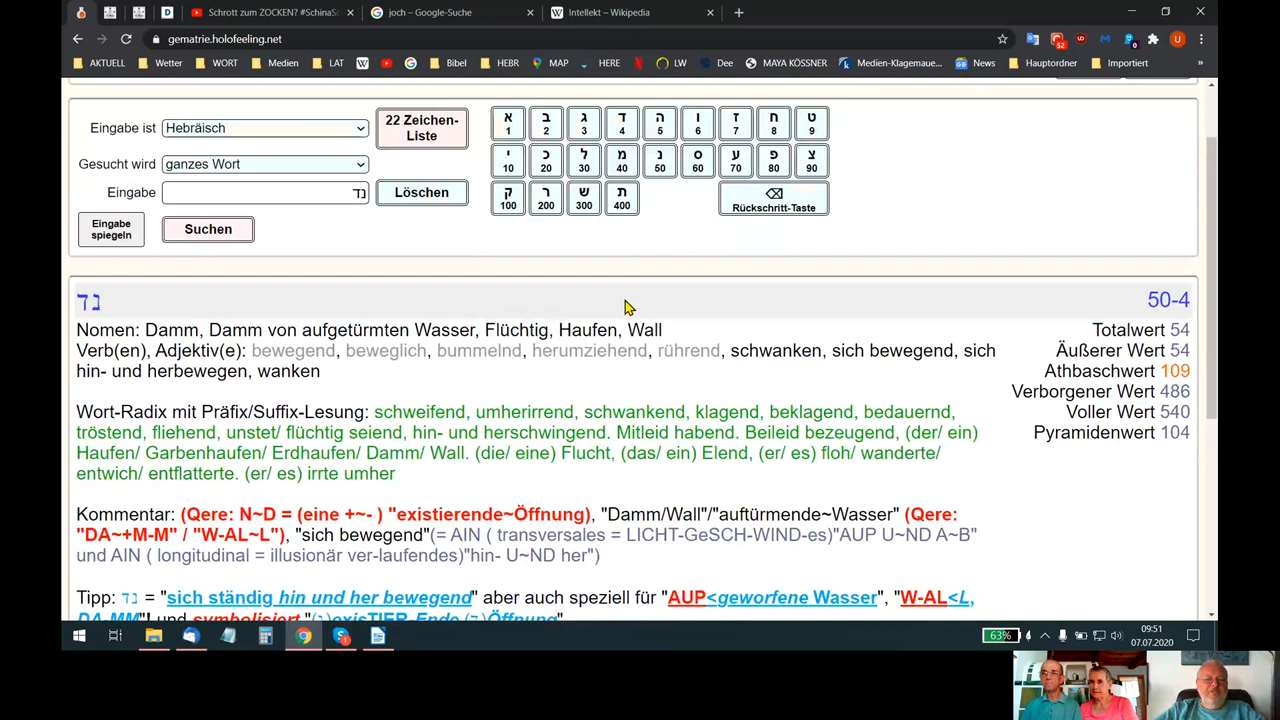 Schrott zum ZOCKEN? #SchinaSc
joch – Google-Suche
Intellekt – Wikipedia
gematrie.holofeeling.net
AKTUELL Wetter WORT Medien LAT Bibel HEBR MAP HERE LW Dee MAYA KÖSSNER Medien-Klagemaue... News Hauptordner Importiert
Eingabe ist Hebräisch
22 Zeichen-Liste
Gesucht wird ganzes Wort
Eingabe נד
Löschen
Eingabe spiegeln
Suchen
א ב ג ד ה ו ז ח ט
1 2 3 4 5 6 7 8 9
י כ ל מ נ ס ע פ צ
10 20 30 40 50 60 70 80 90
ק ר ש ת
100 200 300 400
Rückschritt-Taste
נד 50-4
Nomen: Damm, Damm von aufgetürmten Wasser, Flüchtig, Haufen, Wall
Verb(en), Adjektiv(e): bewegend, beweglich, bummelnd, herumziehend, rührend, schwanken, sich bewegend, sich
hin- und herbewegen, wanken
Totalwert 54
Äußerer Wert 54
Athbaschwert 109
Verborgener Wert 486
Voller Wert 540
Pyramidenwert 104
Wort-Radix mit Präfix/Suffix-Lesung: schweifend, umherirrend, schwankend, klagend, beklagend, bedauernd,
tröstend, fliehend, unstet/ flüchtig seiend, hin- und herschwingend. Mitleid habend. Beileid bezeugend, (der/ ein)
Haufen/ Garbenhaufen/ Erdhaufen/ Damm/ Wall. (die/ eine) Flucht, (das/ ein) Elend, (er/ es) floh/ wanderte/
entwich/ entflatterte. (er/ es) irrte umher
Kommentar: (Qere: N~D = (eine +~- ) "existierende~Öffnung), "Damm/Wall"/"auftürmende~Wasser" (Qere:
"DA~+M-M" / "W-AL~L"), "sich bewegend"(= AIN ( transversales = LICHT-GeSCH-WIND-es)"AUP U~ND A~B"
und AIN ( longitudinal = illusionär ver-laufendes)"hin- U~ND her")
Tipp: נד = "sich ständig hin und her bewegend" aber auch speziell für "AUP<geworfene Wasser", "W-AL<L,
DA-MM"! und symbolisiert "(נ)exisTIER-Ende (ד)Öffnung"
63%
09:51
07.07.2020